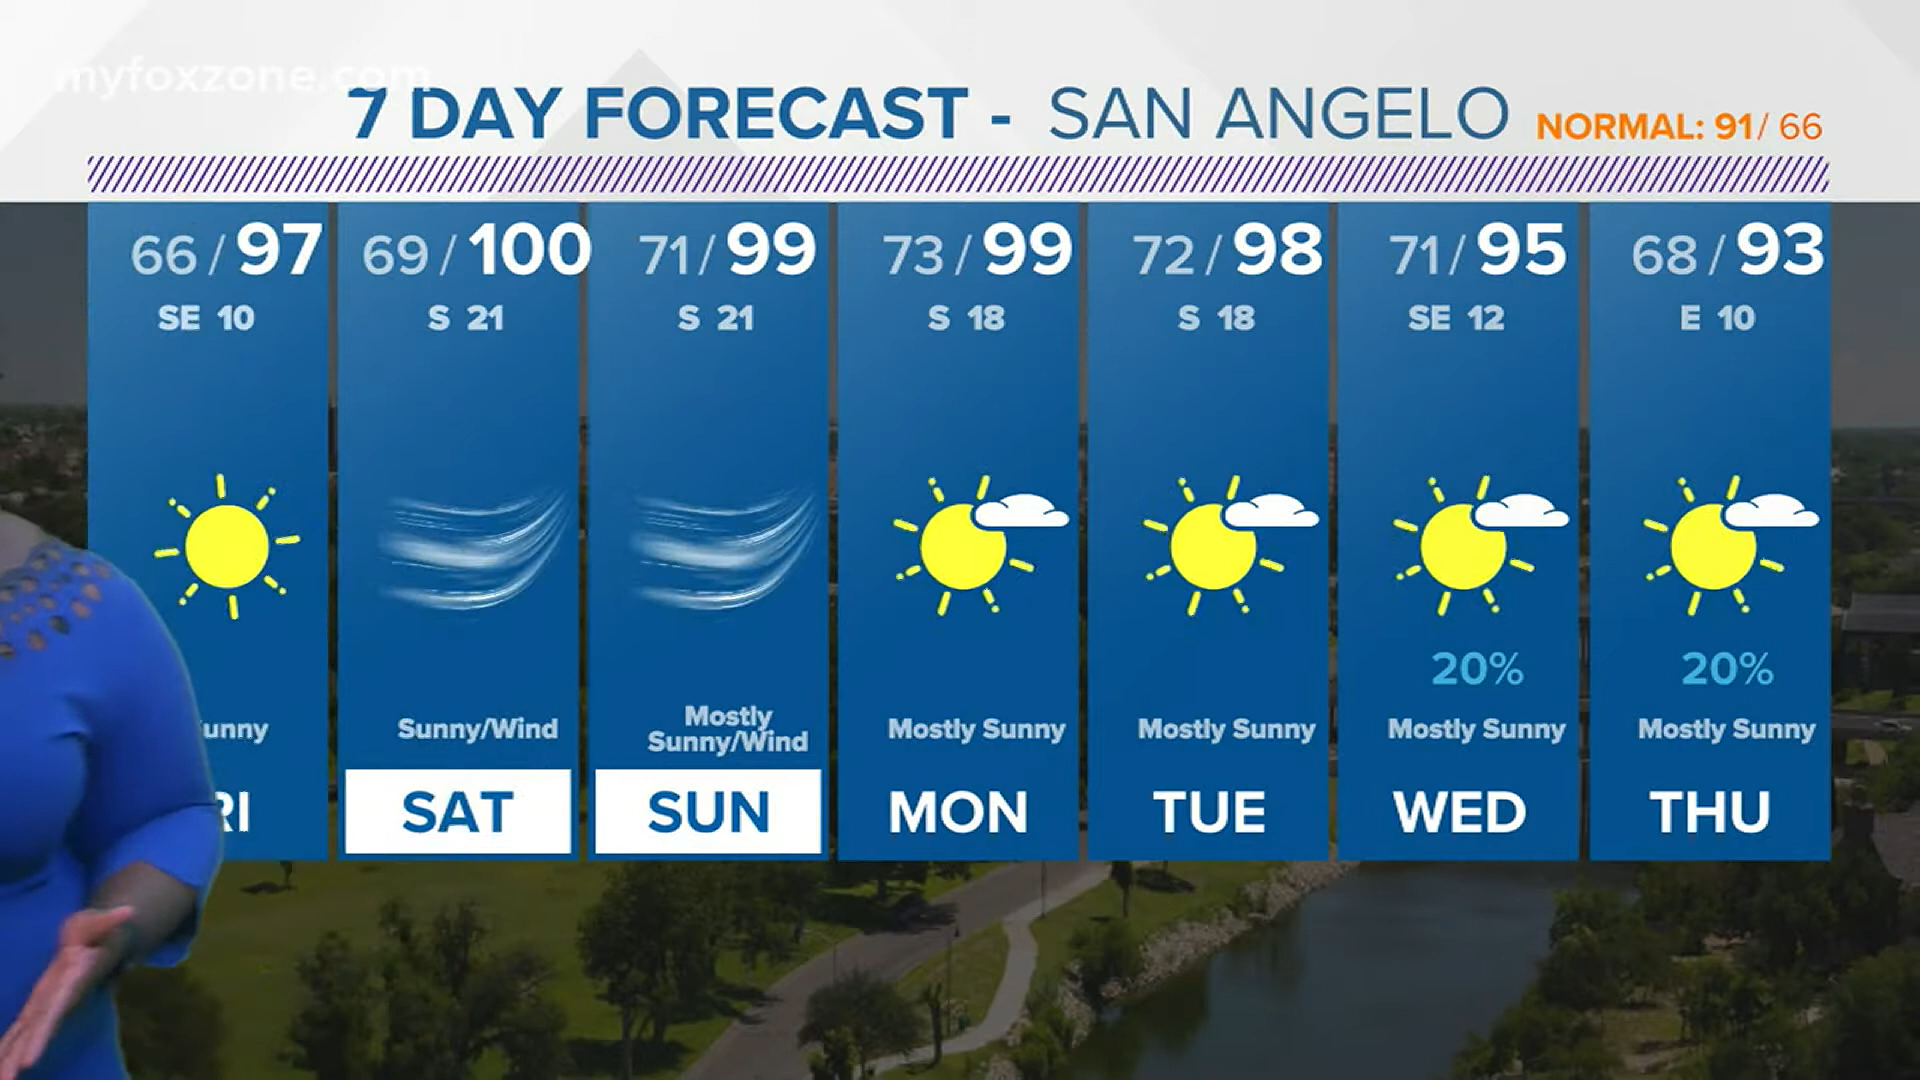 myfoxzone.com
7 DAY FORECAST - SAN ANGELO NORMAL: 91/ 66
66/97 69/100 71/99 73/99 72/98 71/95 68/93
SE 10 S 21 S 21 S 18 S 18 SE 12 E 10
20% 20%
unny Sunny/Wind Mostly Sunny/Wind Mostly Sunny Mostly Sunny Mostly Sunny Mostly Sunny
RI SAT SUN MON TUE WED THU